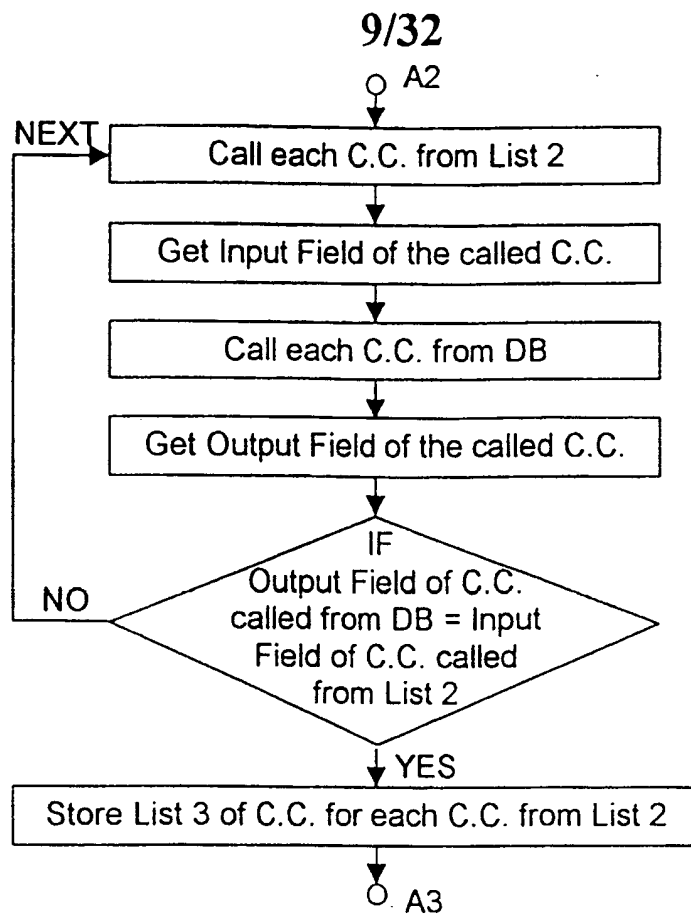 9/32
A2
NEXT
Call each C.C. from List 2
Get Input Field of the called C.C.
Call each C.C. from DB
Get Output Field of the called C.C.
IF
Output Field of C.C.
called from DB = Input
Field of C.C. called
from List 2
NO
YES
Store List 3 of C.C. for each C.C. from List 2
A3